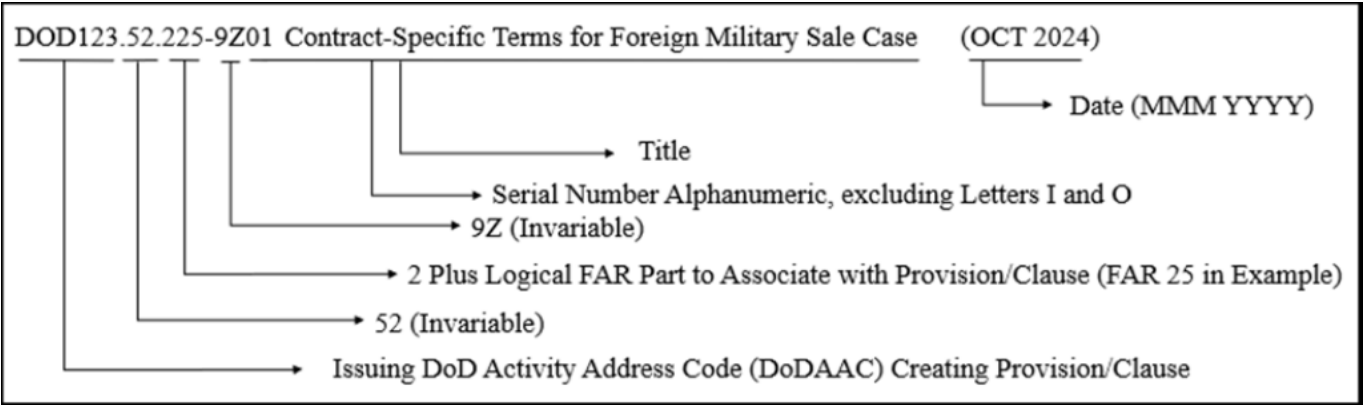 DOD123.52.225-9Z01 Contract-Specific Terms for Foreign Military Sale Case (OCT 2024)
Date (MMM YYYY)
Title
Serial Number Alphanumeric, excluding Letters I and O
9Z (Invariable)
2 Plus Logical FAR Part to Associate with Provision/Clause (FAR 25 in Example)
52 (Invariable)
Issuing DoD Activity Address Code (DoDAAC) Creating Provision/Clause